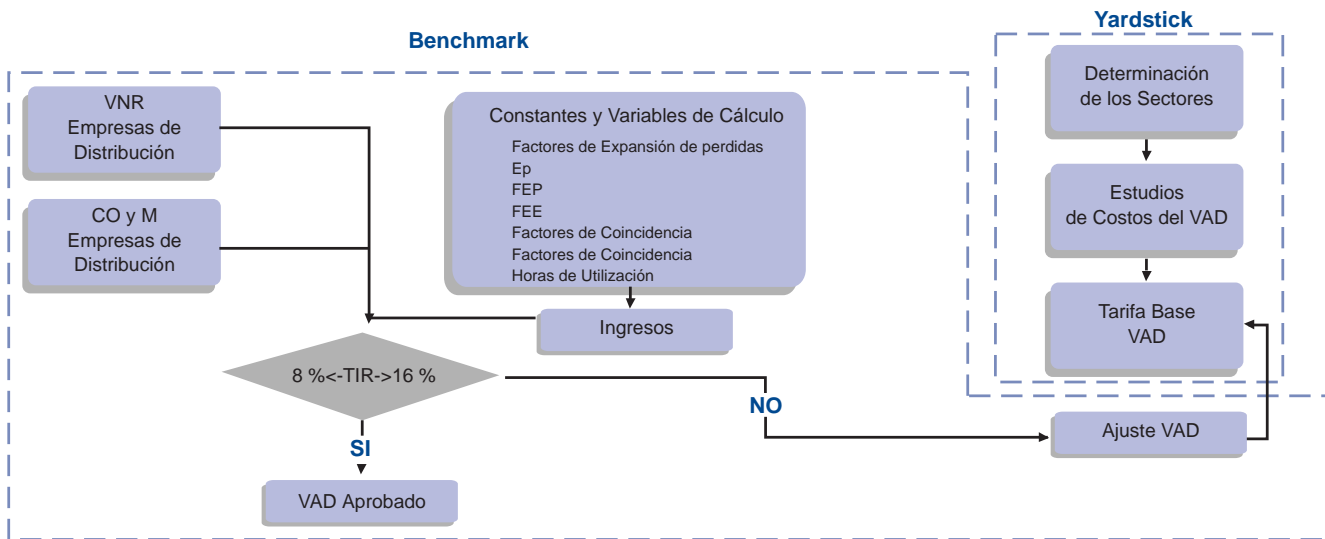 Benchmark
VNR
Empresas de
Distribución
CO y M
Empresas de
Distribución
Constantes y Variables de Cálculo
Factores de Expansión de perdidas
Ep
FEP
FEE
Factores de Coincidencia
Factores de Coincidencia
Horas de Utilización
Ingresos
8 %<-TIR->16 %
SI
NO
VAD Aprobado
Yardstick
Determinación
de los Sectores
Estudios
de Costos del VAD
Tarifa Base
VAD
Ajuste VAD